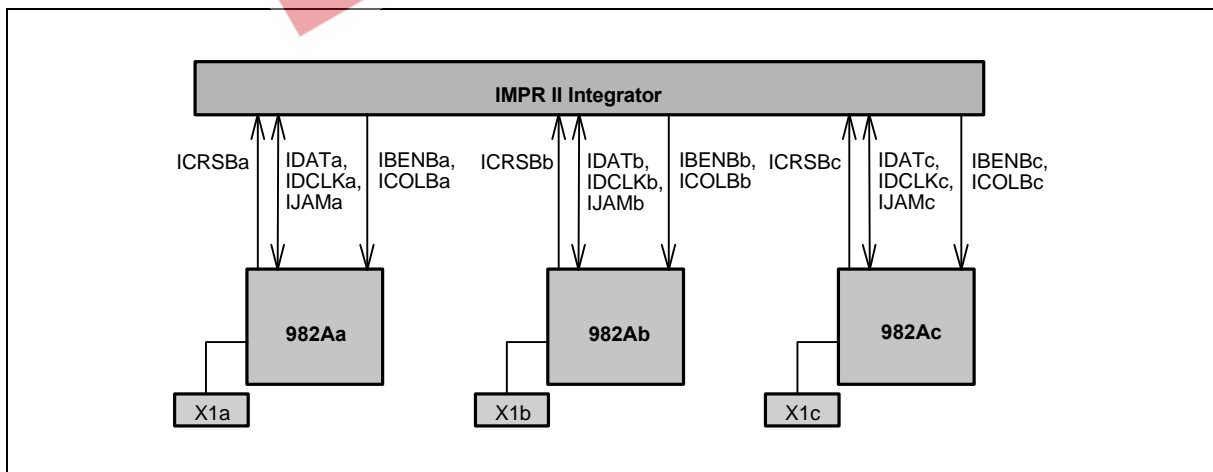 IMPR II Integrator
ICRSBa
IDATa,
IDCLKa,
IJAMa
IBENBa,
ICOLBa
ICRSBb
IDATb,
IDCLKb,
IJAMb
IBENBb,
ICOLBb
ICRSBc
IDATc,
IDCLKc,
IJAMc
IBENBc,
ICOLBc
982Aa
982Ab
982Ac
X1a
X1b
X1c